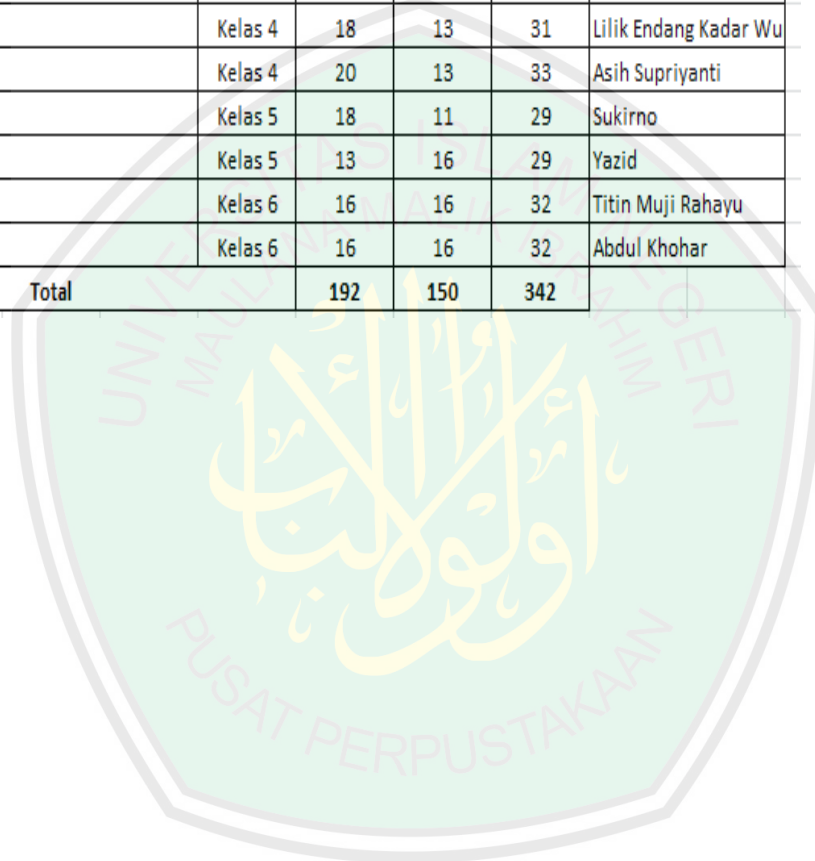 Kelas 4 18 13 31 Lilik Endang Kadar Wu
Kelas 4 20 13 33 Asih Supriyanti
Kelas 5 18 11 29 Sukirno
Kelas 5 13 16 29 Yazid
Kelas 6 16 16 32 Titin Muji Rahayu
Kelas 6 16 16 32 Abdul Khohar
Total 192 150 342
UNIVERSITAS ISLAM NEGERI
MAULANA MALIK IBRAHIM
أولوا الألباب
PUSAT PERPUSTAKAAN